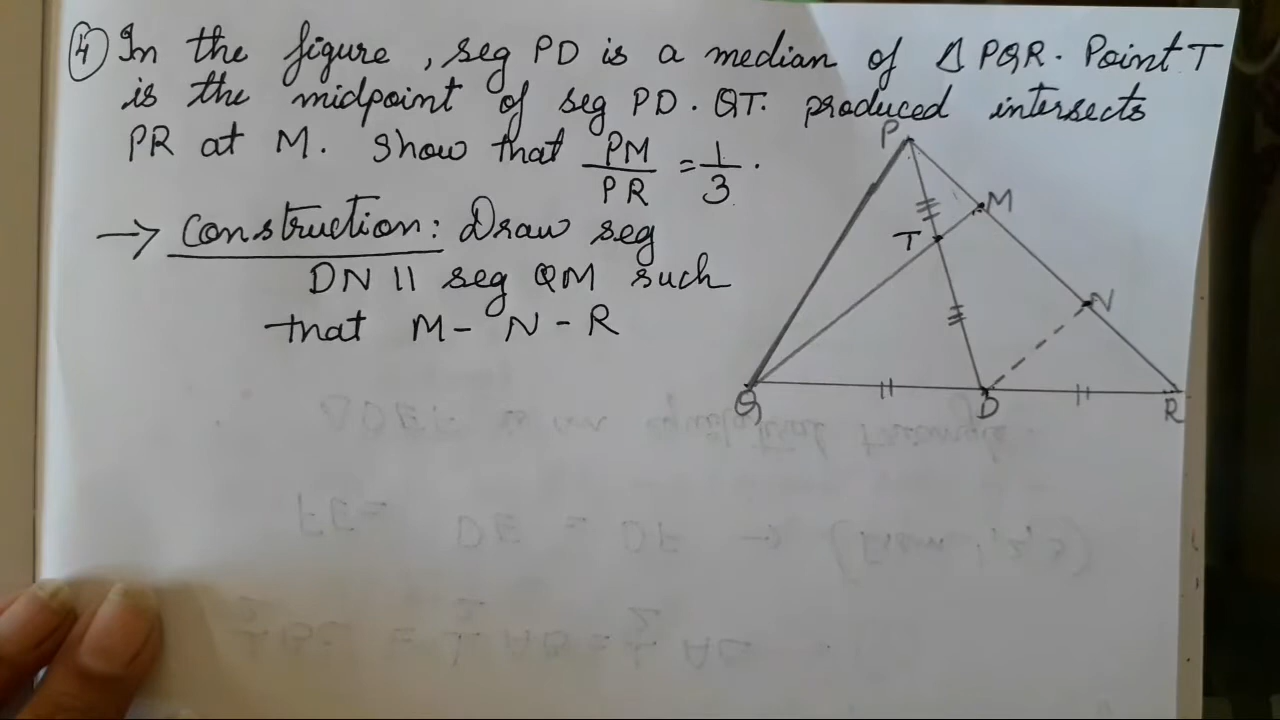 4 In the figure, seg PD is a median of Δ PQR. Point T
is the midpoint of seg PD. QT. produced intersects
PR at M. Show that PM/PR = 1/3.
→ Construction: Draw seg
DN || seg QM such
that M - N - R
P
M
T
N
Q
D
R